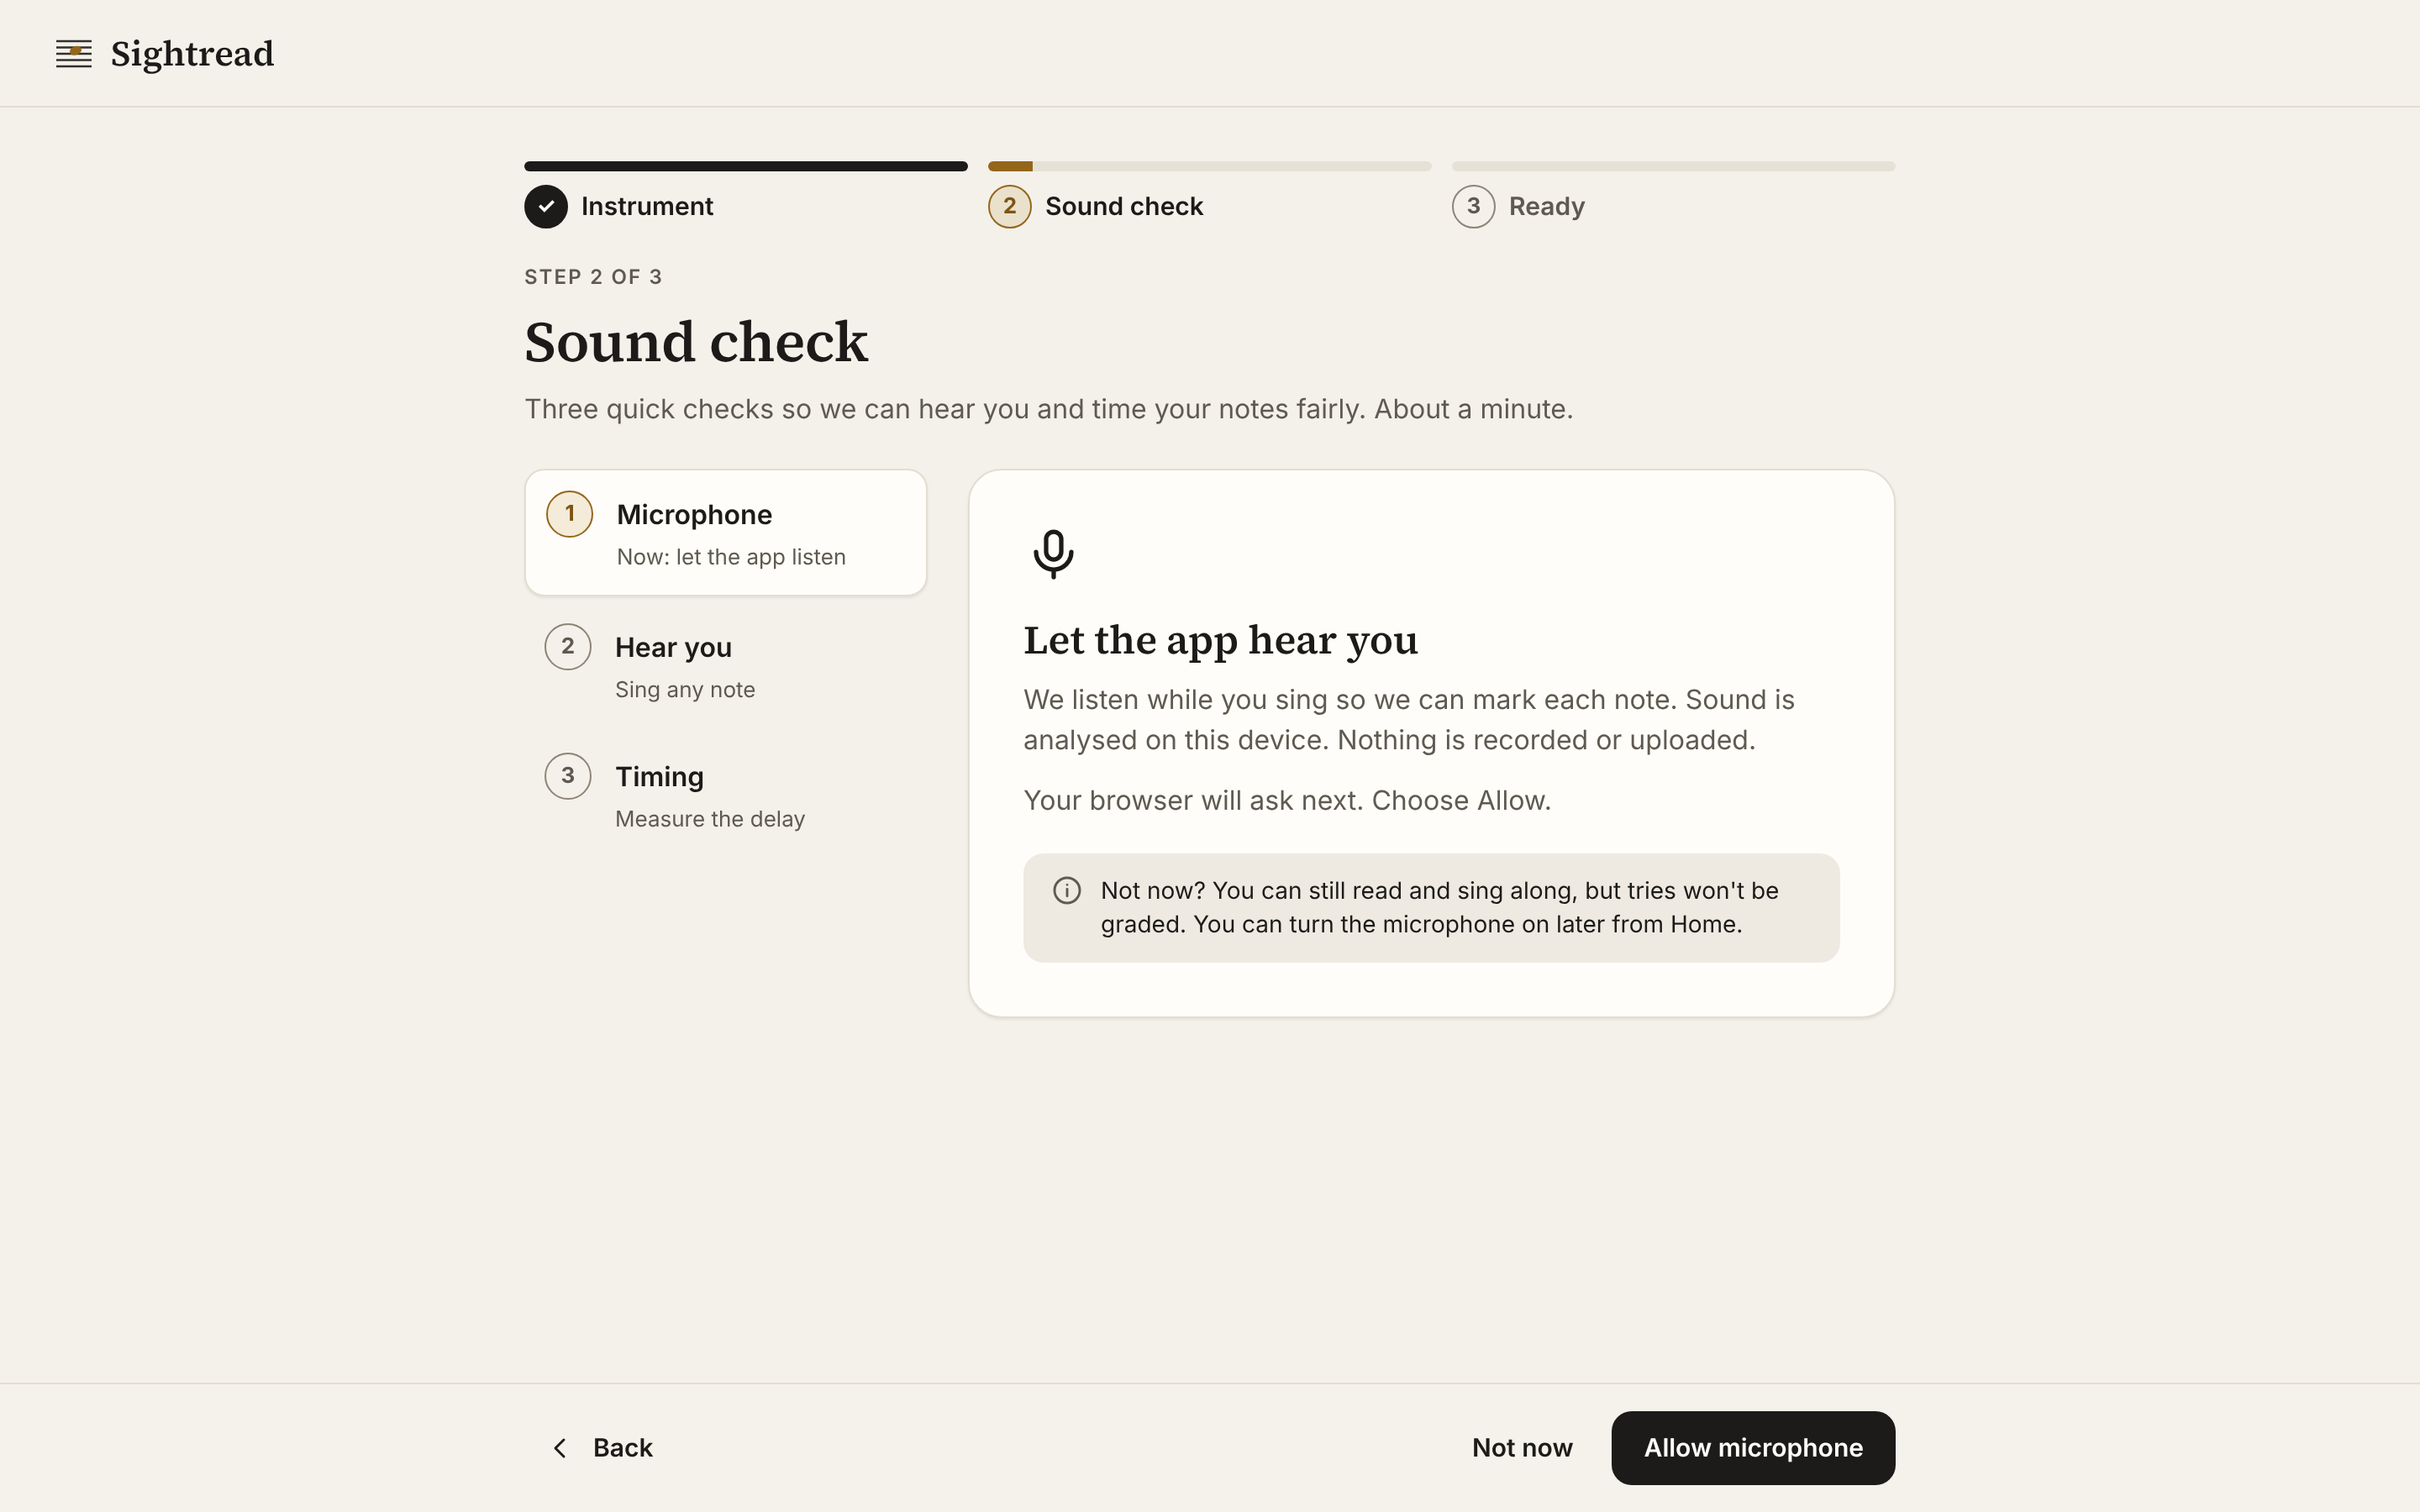 Sightread
Instrument
2 Sound check
3 Ready
STEP 2 OF 3
Sound check
Three quick checks so we can hear you and time your notes fairly. About a minute.
1 Microphone
Now: let the app listen
2 Hear you
Sing any note
3 Timing
Measure the delay
Let the app hear you
We listen while you sing so we can mark each note. Sound is
analysed on this device. Nothing is recorded or uploaded.
Your browser will ask next. Choose Allow.
Not now? You can still read and sing along, but tries won't be
graded. You can turn the microphone on later from Home.
Back
Not now
Allow microphone